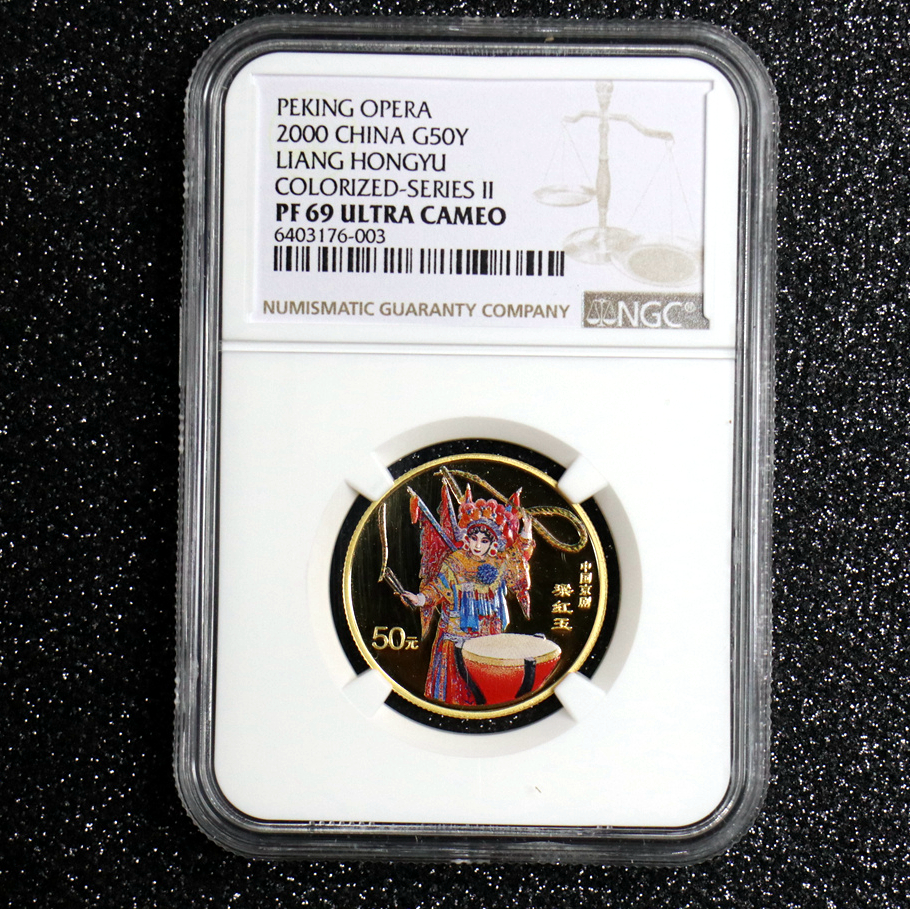 PEKING OPERA
2000 CHINA G50Y
LIANG HONGYU
COLORIZED-SERIES II
PF 69 ULTRA CAMEO
6403176-003
NUMISMATIC GUARANTY COMPANY
NGC®
中国京剧
梁红玉
50元